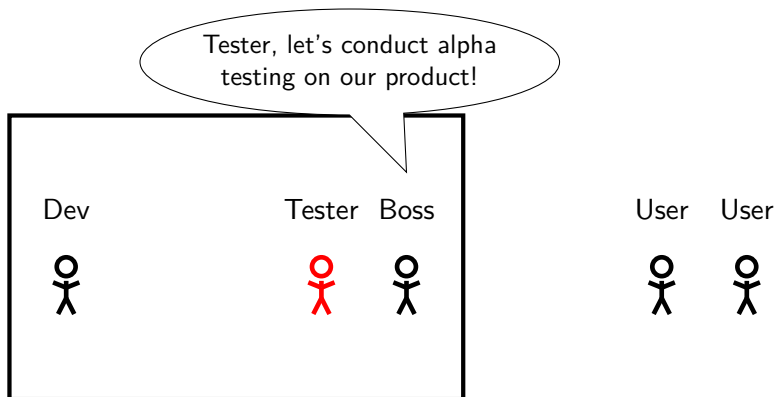 Tester, let's conduct alpha
testing on our product!
Dev
Tester
Boss
User
User